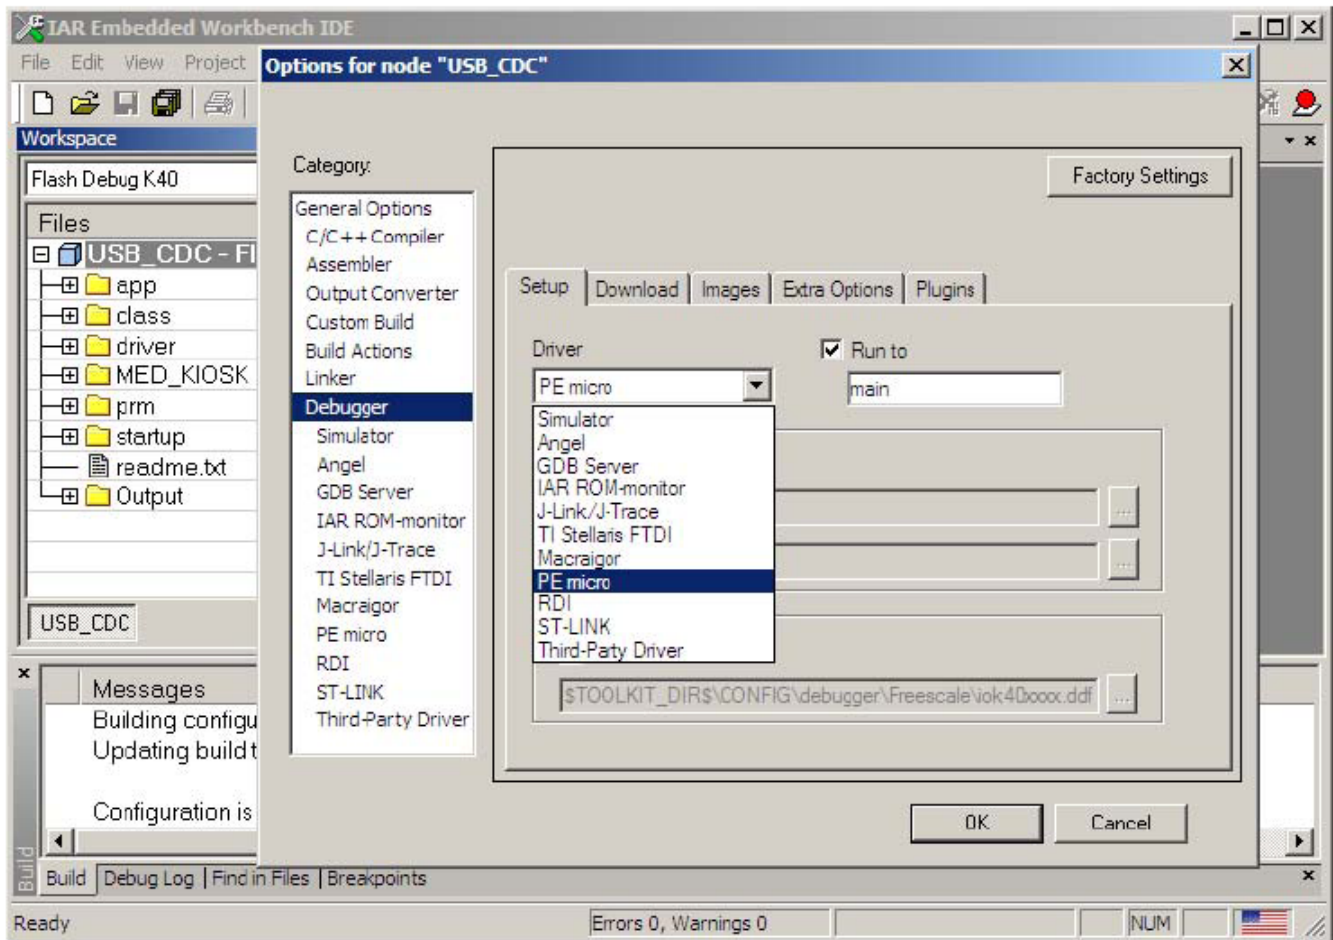 IAR Embedded Workbench IDE
File Edit View Project
Options for node "USB_CDC"
Workspace
Flash Debug K40
Files
USB_CDC - Fl
app
class
driver
MED_KIOSK
prm
startup
readme.txt
Output
USB_CDC
Category:
General Options
C/C++ Compiler
Assembler
Output Converter
Custom Build
Build Actions
Linker
Debugger
Simulator
Angel
GDB Server
IAR ROM-monitor
J-Link/J-Trace
TI Stellaris FTDI
Macraigor
PE micro
RDI
ST-LINK
Third-Party Driver
Factory Settings
Setup Download Images Extra Options Plugins
Driver
Run to
PE micro
main
Simulator
Angel
GDB Server
IAR ROM-monitor
J-Link/J-Trace
TI Stellaris FTDI
Macraigor
PE micro
RDI
ST-LINK
Third-Party Driver
...
...
$TOOLKIT_DIR$\CONFIG\debugger\Freescale\iok40xxxx.ddf
...
OK Cancel
Messages
Building configu
Updating build t
Configuration is
Build
Build Debug Log Find in Files Breakpoints
Ready
Errors 0, Warnings 0
NUM